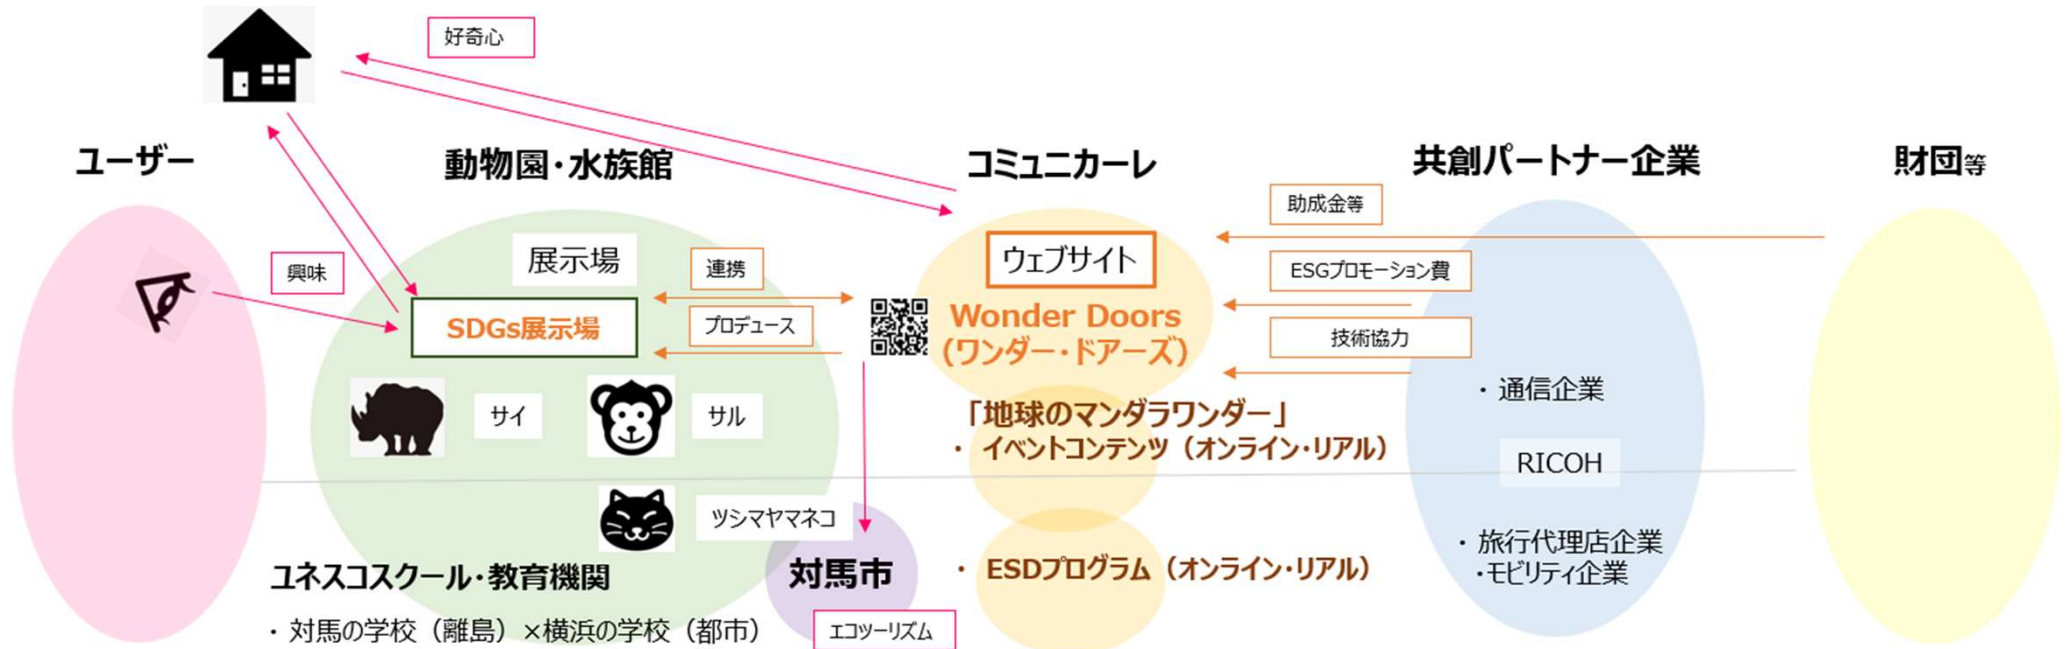 好奇心
ユーザー
動物園・水族館
コミュニカーレ
共創パートナー企業
財団等
助成金等
興味
展示場
連携
ウェブサイト
ESGプロモーション費
SDGs展示場
プロデュース
Wonder Doors
(ワンダー・ドアーズ)
技術協力
サイ
サル
「地球のマンダラワンダー」
・ イベントコンテンツ（オンライン・リアル）
・ 通信企業
RICOH
ツシマヤマネコ
ユネスコスクール・教育機関
対馬市
・ ESDプログラム（オンライン・リアル）
・ 旅行代理店企業
・モビリティ企業
・ 対馬の学校（離島）×横浜の学校（都市）
エコツーリズム